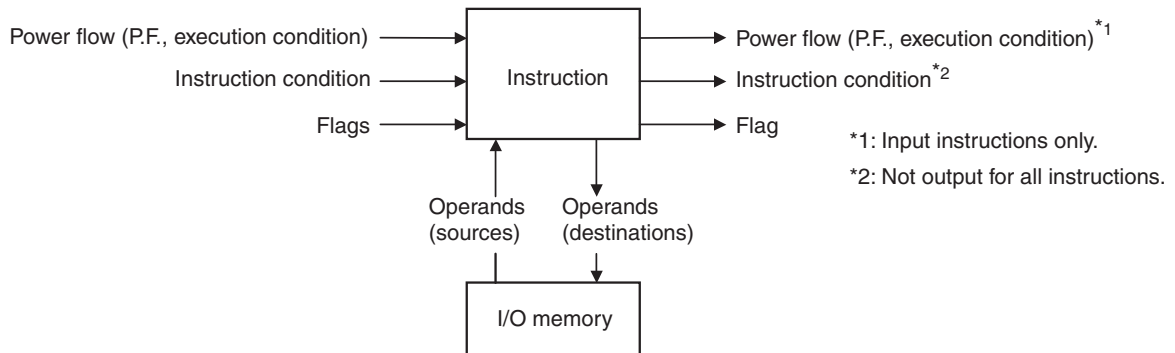 Power flow (P.F., execution condition)
Instruction condition
Flags
Instruction
Power flow (P.F., execution condition)*1
Instruction condition*2
Flag
*1: Input instructions only.
*2: Not output for all instructions.
Operands
(sources)
Operands
(destinations)
I/O memory